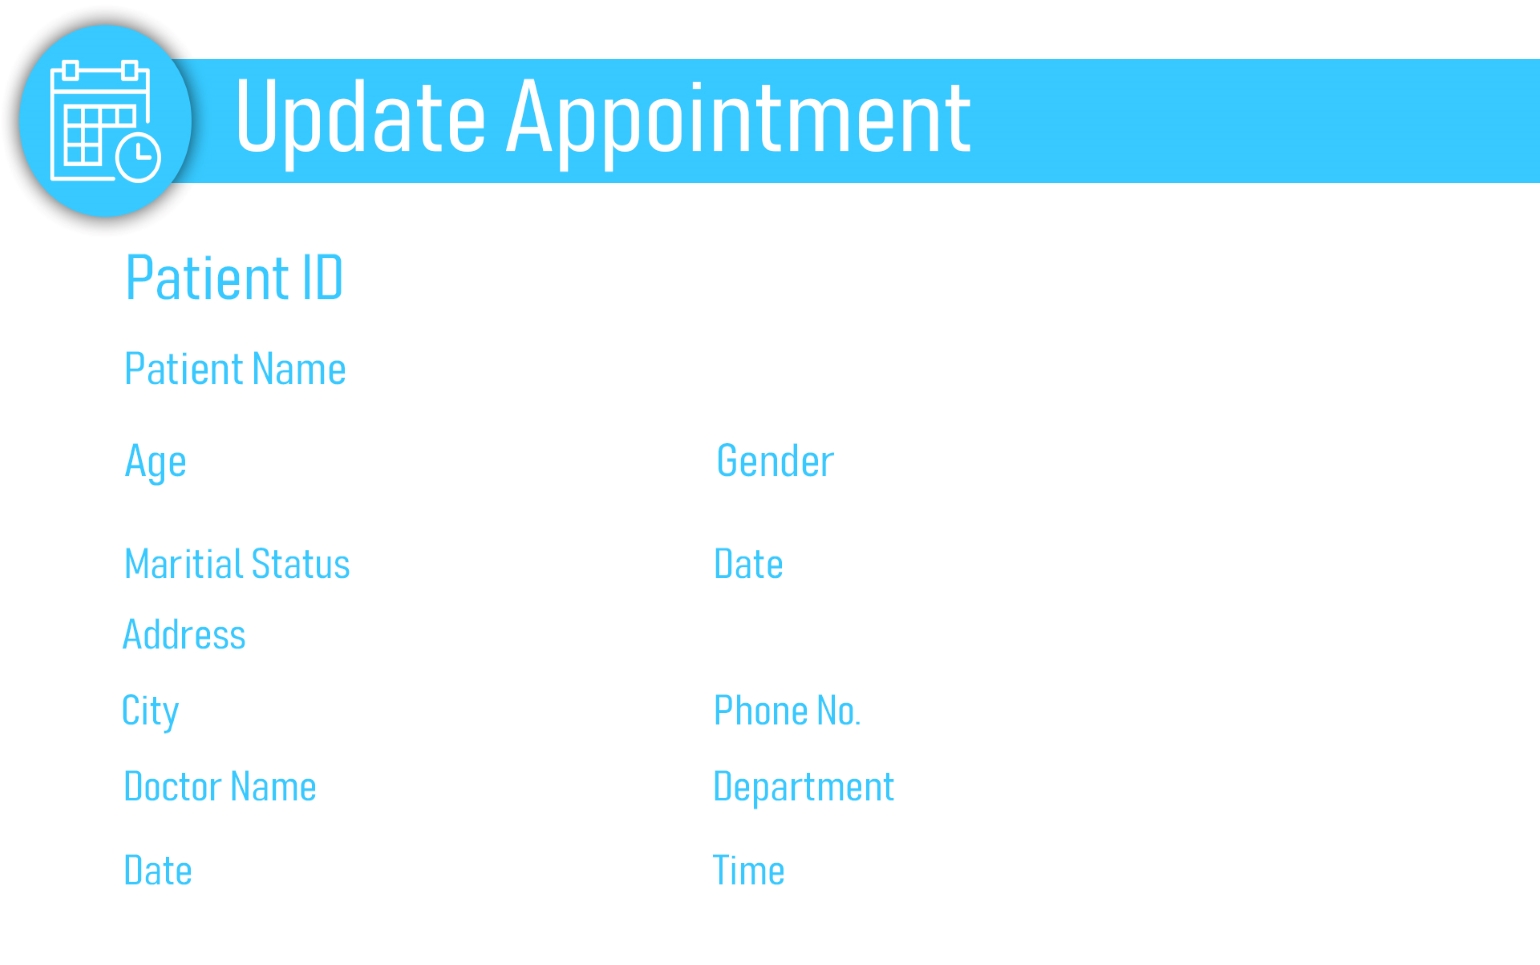 Update Appointment
Patient ID
Patient Name
Age Gender
Maritial Status Date
Address
City Phone No.
Doctor Name Department
Date Time